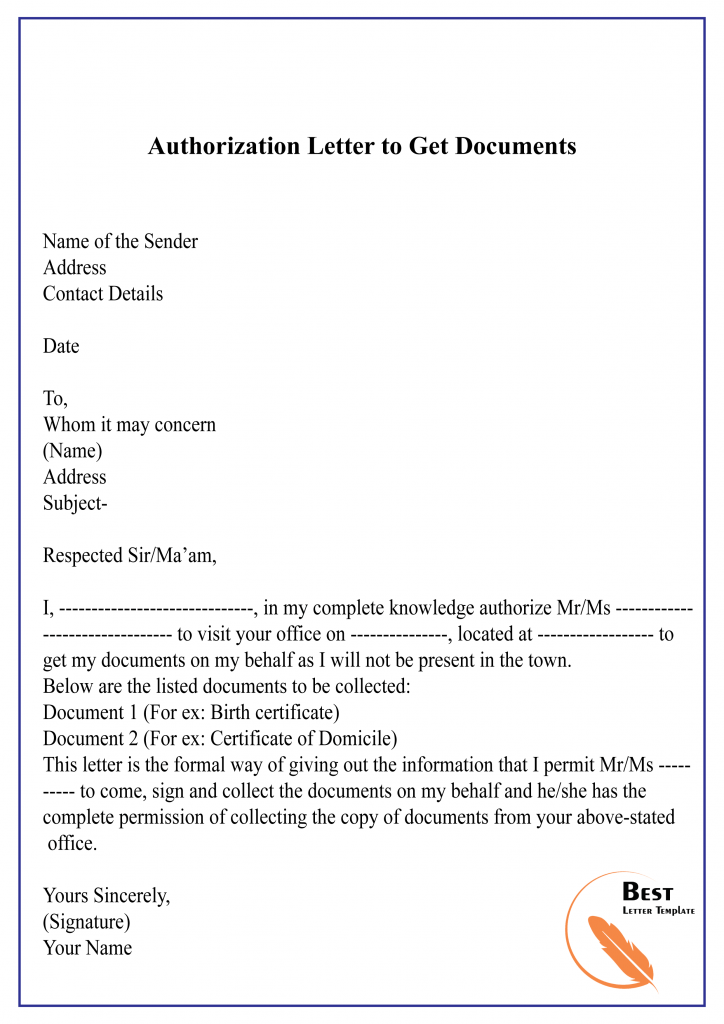 Authorization Letter to Get Documents
Name of the Sender
Address
Contact Details
Date
To,
Whom it may concern
(Name)
Address
Subject-
Respected Sir/Ma’am,
I, ------------------------------, in my complete knowledge authorize Mr/Ms ------------
-------------------- to visit your office on ---------------, located at ------------------ to
get my documents on my behalf as I will not be present in the town.
Below are the listed documents to be collected:
Document 1 (For ex: Birth certificate)
Document 2 (For ex: Certificate of Domicile)
This letter is the formal way of giving out the information that I permit Mr/Ms -----
----- to come, sign and collect the documents on my behalf and he/she has the
complete permission of collecting the copy of documents from your above-stated
office.
Yours Sincerely,
(Signature)
Your Name
BEST
LETTER TEMPLATE